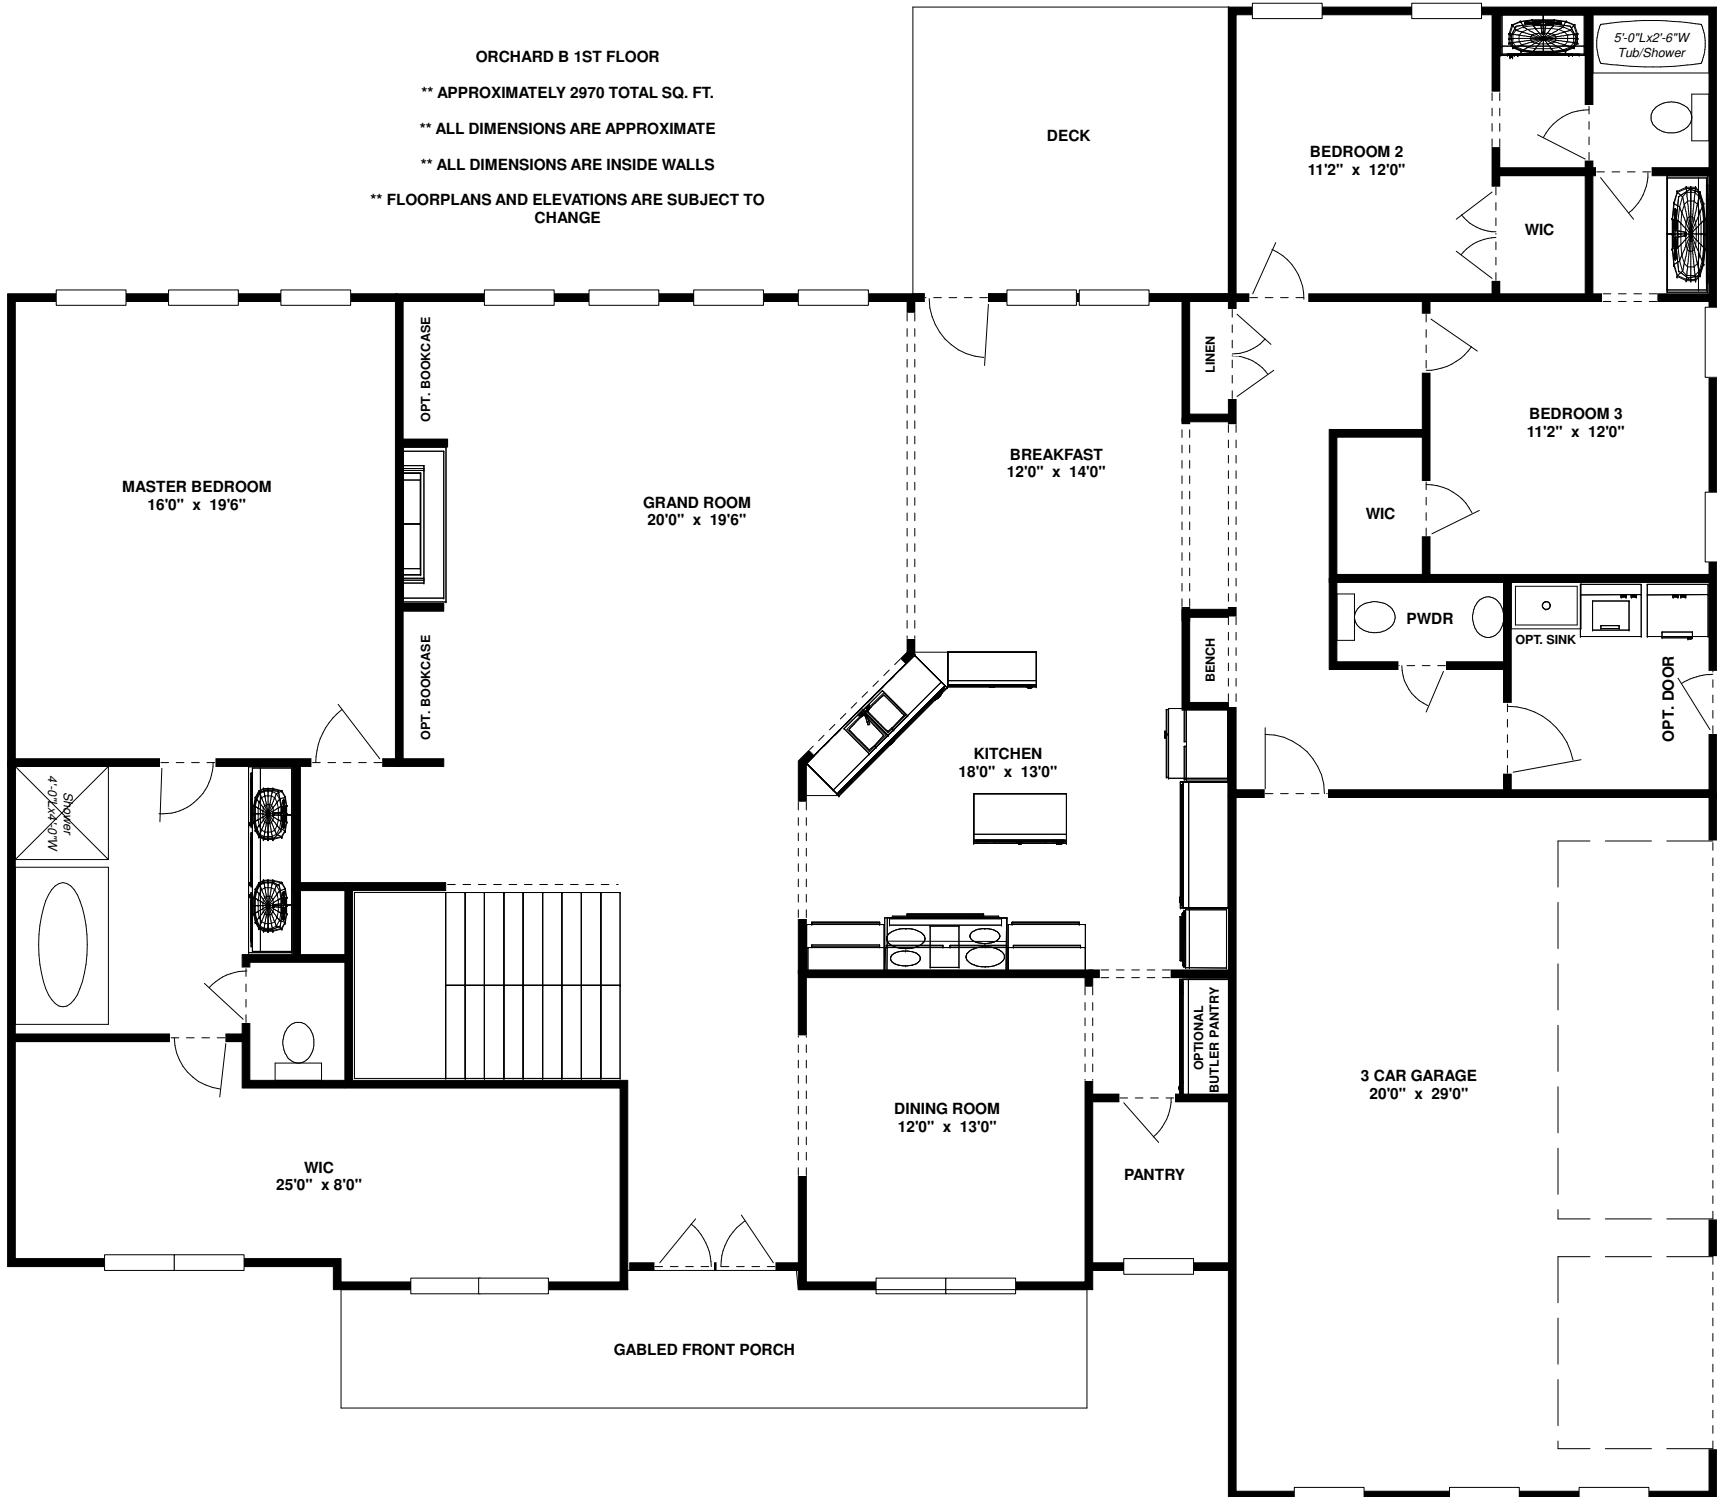 ORCHARD B 1ST FLOOR
** APPROXIMATELY 2970 TOTAL SQ. FT.
** ALL DIMENSIONS ARE APPROXIMATE
** ALL DIMENSIONS ARE INSIDE WALLS
** FLOORPLANS AND ELEVATIONS ARE SUBJECT TO
CHANGE
DECK
BEDROOM 2
11'2" x 12'0"
5'-0"Lx2'-6"W
Tub/Shower
WIC
OPT. BOOKCASE
LINEN
BEDROOM 3
11'2" x 12'0"
MASTER BEDROOM
16'0" x 19'6"
GRAND ROOM
20'0" x 19'6"
BREAKFAST
12'0" x 14'0"
WIC
OPT. BOOKCASE
BENCH
PWDR
OPT. SINK
OPT. DOOR
KITCHEN
18'0" x 13'0"
Shower
4'-0"Lx4'-0"W
OPTIONAL
BUTLER PANTRY
3 CAR GARAGE
20'0" x 29'0"
DINING ROOM
12'0" x 13'0"
WIC
25'0" x 8'0"
PANTRY
GABLED FRONT PORCH